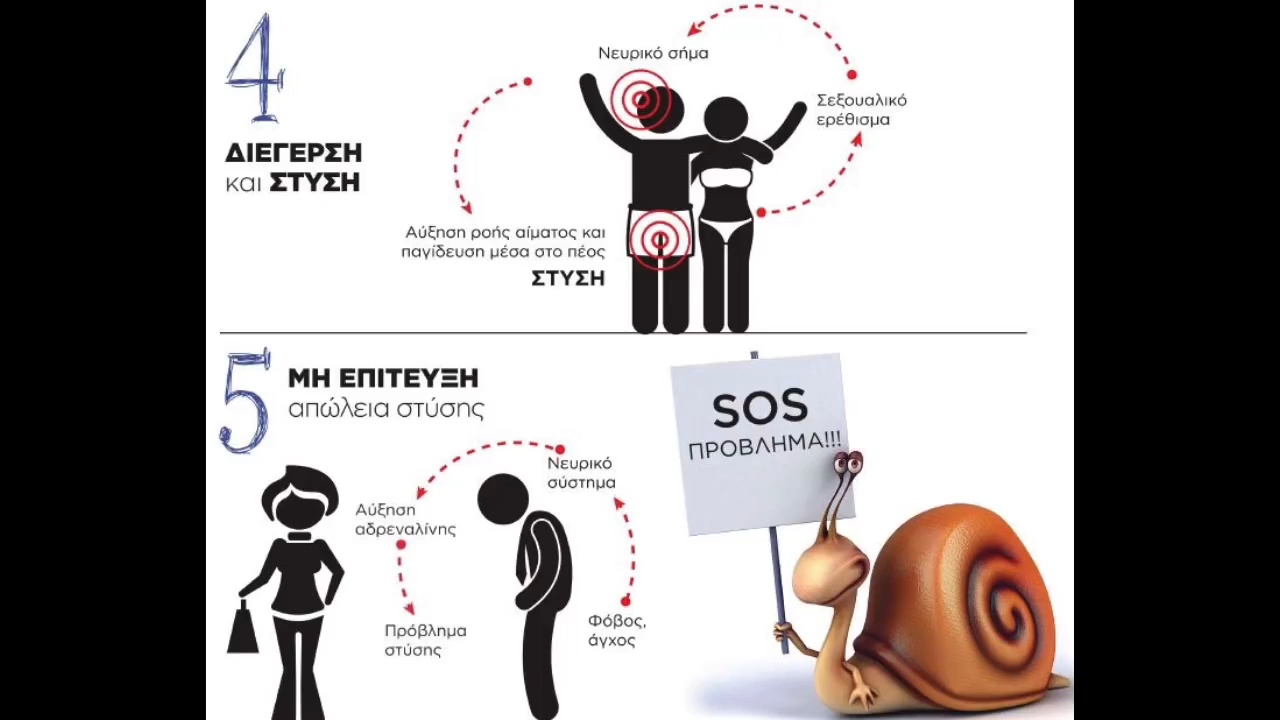 4
ΔΙΕΓΕΡΣΗ
και ΣΤΥΣΗ
Νευρικό σήμα
Σεξουαλικό
ερέθισμα
Αύξηση ροής αίματος και
παγίδευση μέσα στο πέος
ΣΤΥΣΗ
5
ΜΗ ΕΠΙΤΕΥΞΗ
απώλεια στύσης
Νευρικό
σύστημα
Αύξηση
αδρεναλίνης
Πρόβλημα
στύσης
Φόβος,
άγχος
SOS
ΠΡΟΒΛΗΜΑ!!!